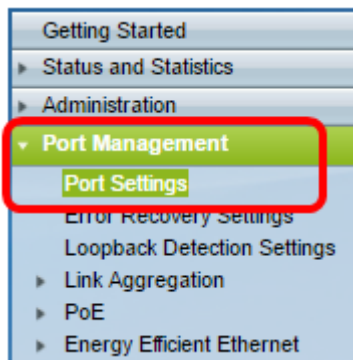 Getting Started
Status and Statistics
Administration
Port Management
Port Settings
Error Recovery Settings
Loopback Detection Settings
Link Aggregation
PoE
Energy Efficient Ethernet